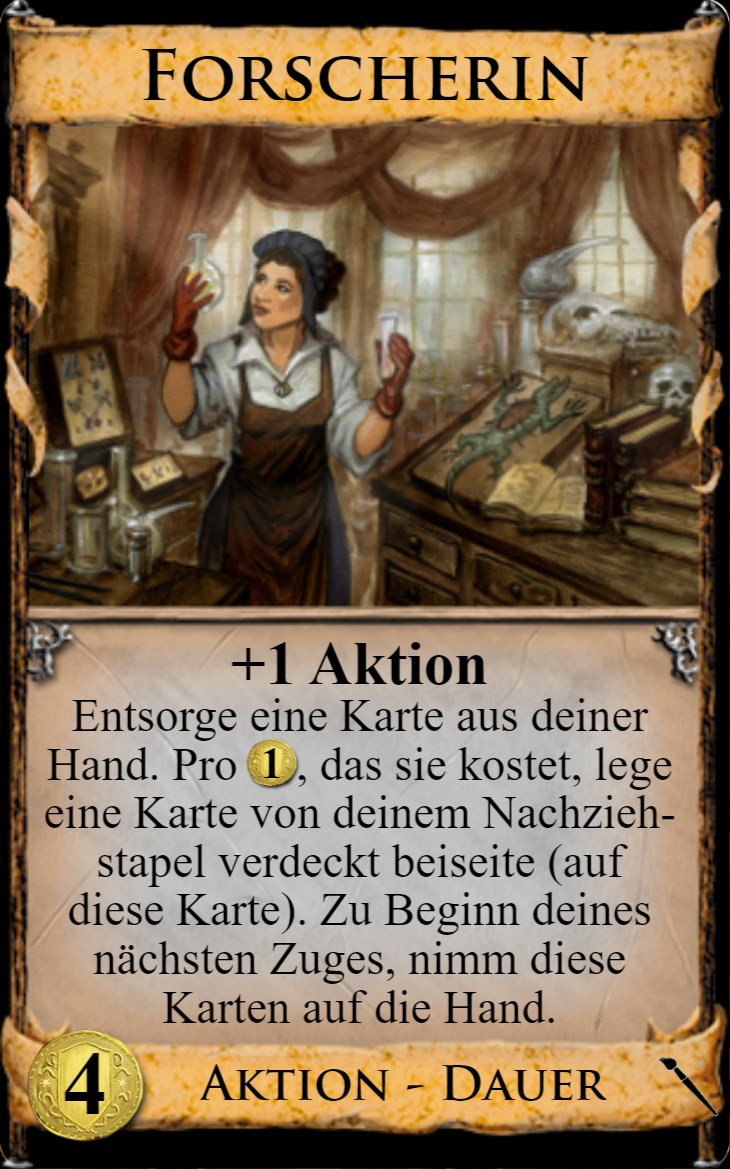 Forscherin
+1 Aktion
Entsorge eine Karte aus deiner
Hand. Pro 1, das sie kostet, lege
eine Karte von deinem Nachzieh-
stapel verdeckt beiseite (auf
diese Karte). Zu Beginn deines
nächsten Zuges, nimm diese
Karten auf die Hand.
4 Aktion - Dauer